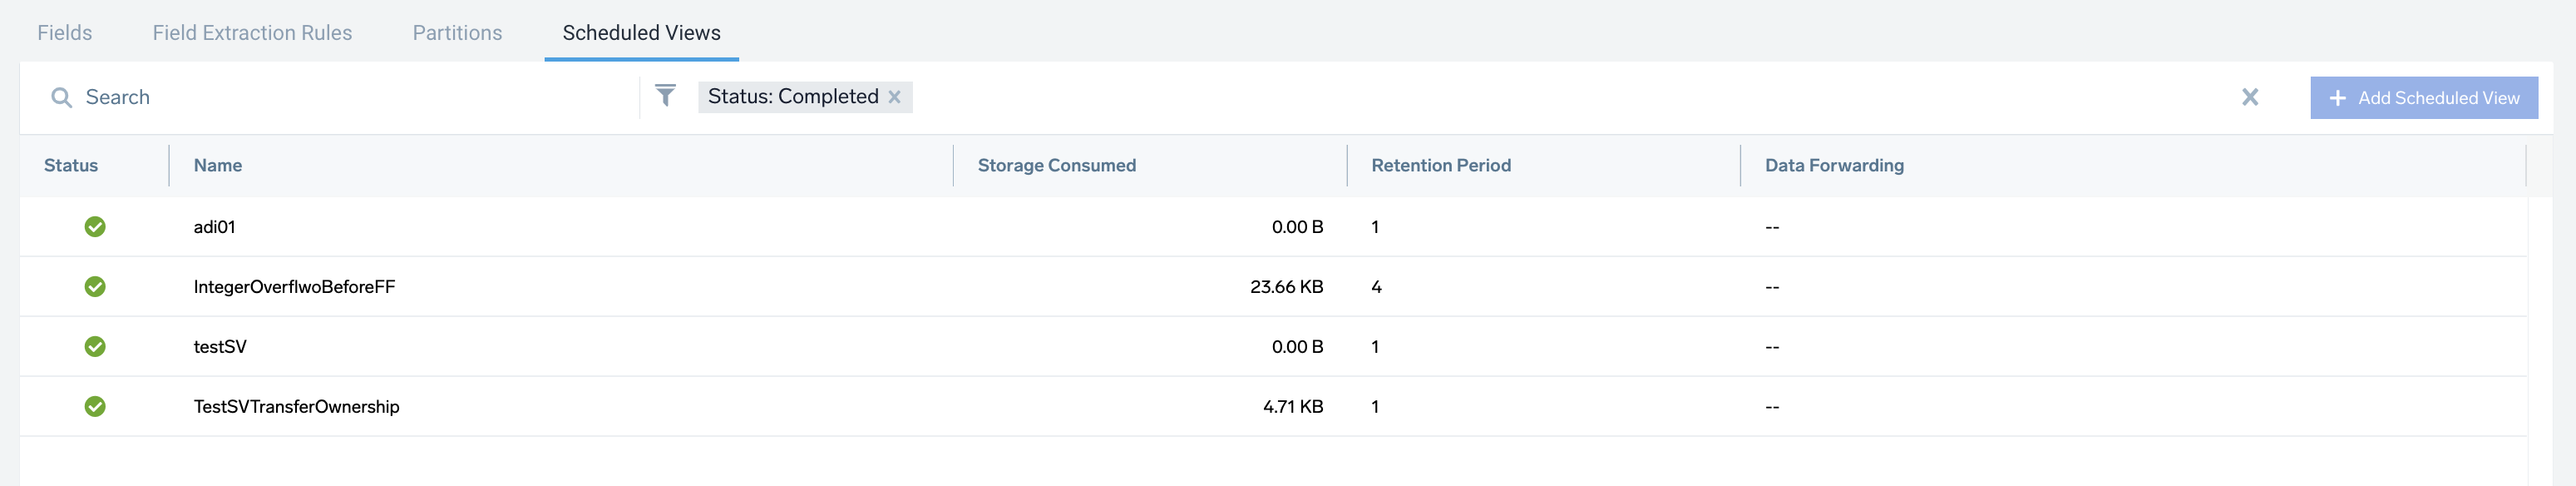 Fields Field Extraction Rules Partitions Scheduled Views
Search Status: Completed Add Scheduled View
Status Name Storage Consumed Retention Period Data Forwarding
adi01 0.00 B 1 --
IntegerOverflwoBeforeFF 23.66 KB 4 --
testSV 0.00 B 1 --
TestSVTransferOwnership 4.71 KB 1 --